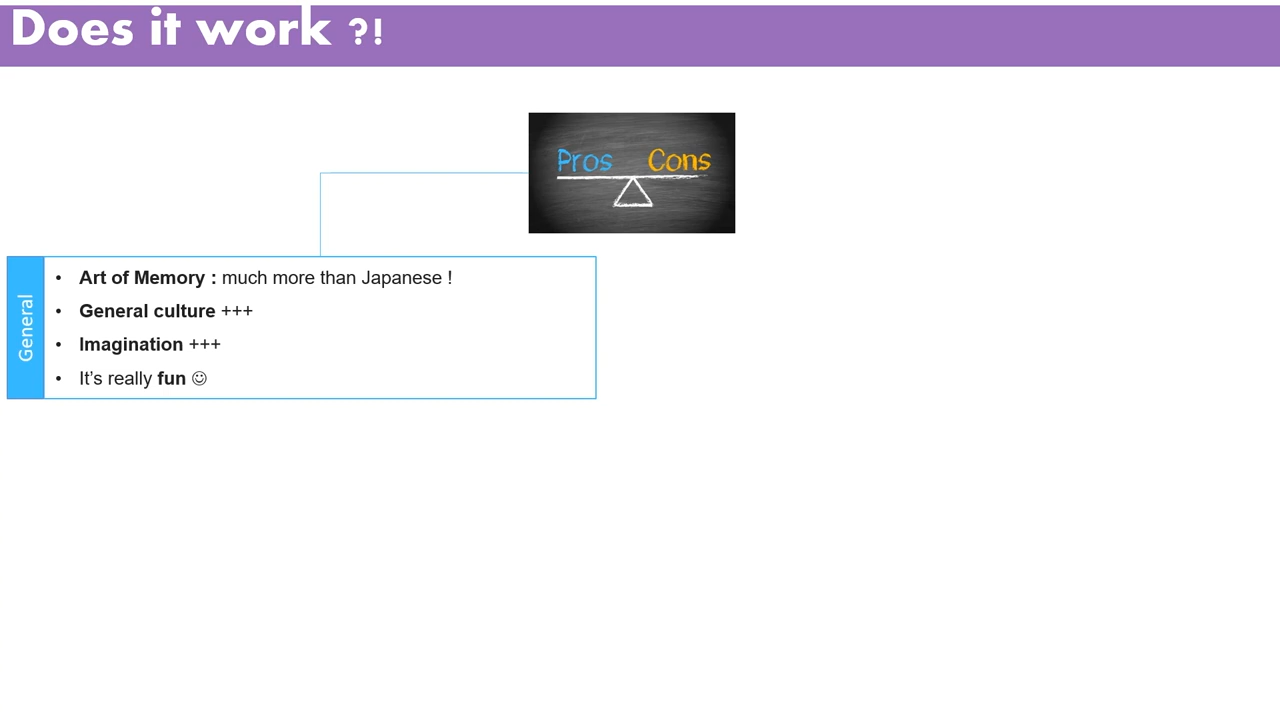 Does it work ?!
Pros Cons
General
• Art of Memory : much more than Japanese !
• General culture +++
• Imagination +++
• It’s really fun ☺